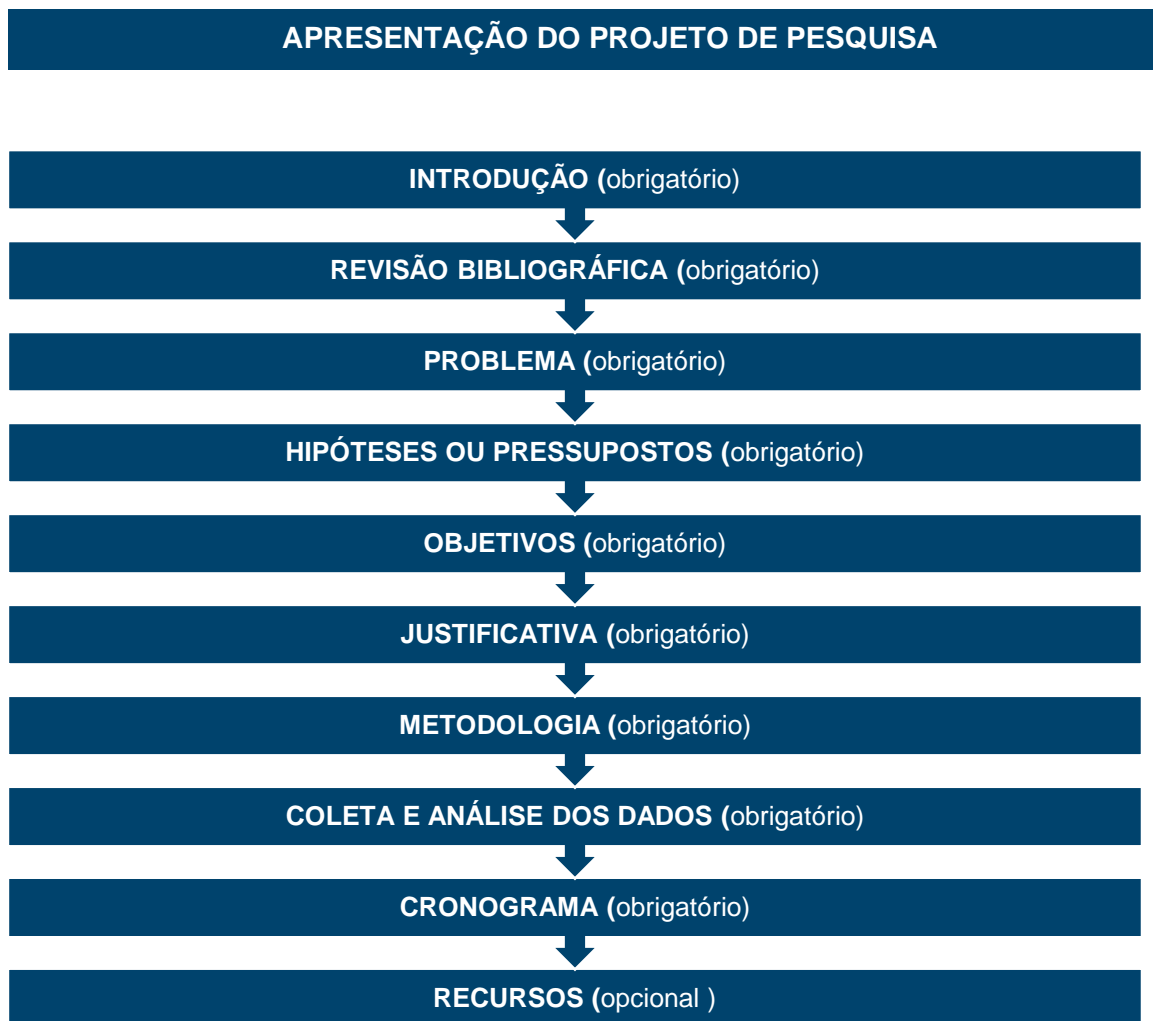 APRESENTAÇÃO DO PROJETO DE PESQUISA
INTRODUÇÃO (obrigatório)
REVISÃO BIBLIOGRÁFICA (obrigatório)
PROBLEMA (obrigatório)
HIPÓTESES OU PRESSUPOSTOS (obrigatório)
OBJETIVOS (obrigatório)
JUSTIFICATIVA (obrigatório)
METODOLOGIA (obrigatório)
COLETA E ANÁLISE DOS DADOS (obrigatório)
CRONOGRAMA (obrigatório)
RECURSOS (opcional )